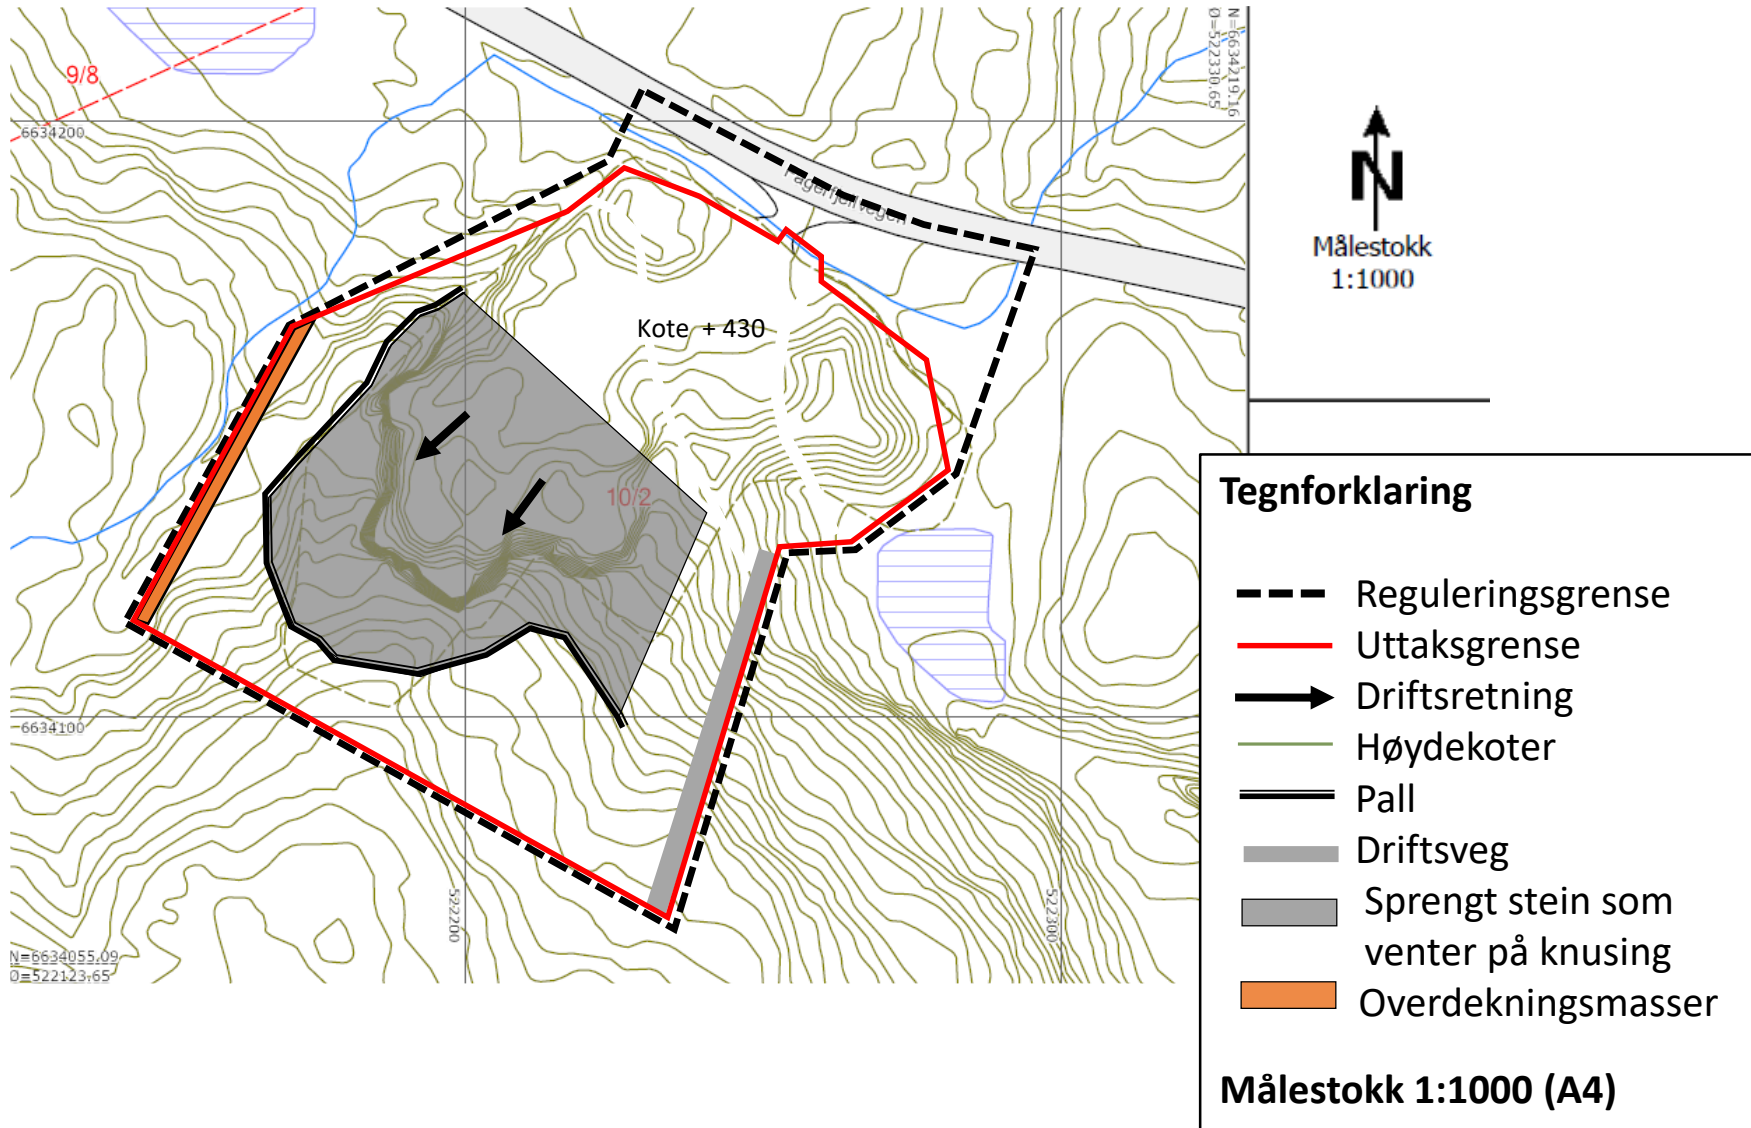 9/8
6634200
N=6634219.16
Ø=522330.65
Fagerfjellvegen
N
Målestokk
1:1000
Kote + 430
10/2
6634100
522200
522300
N=6634055.09
Ø=522123.65
Tegnforklaring
Reguleringsgrense
Uttaksgrense
Driftsretning
Høydekoter
Pall
Driftsveg
Sprengt stein som
venter på knusing
Overdekningsmasser
Målestokk 1:1000 (A4)